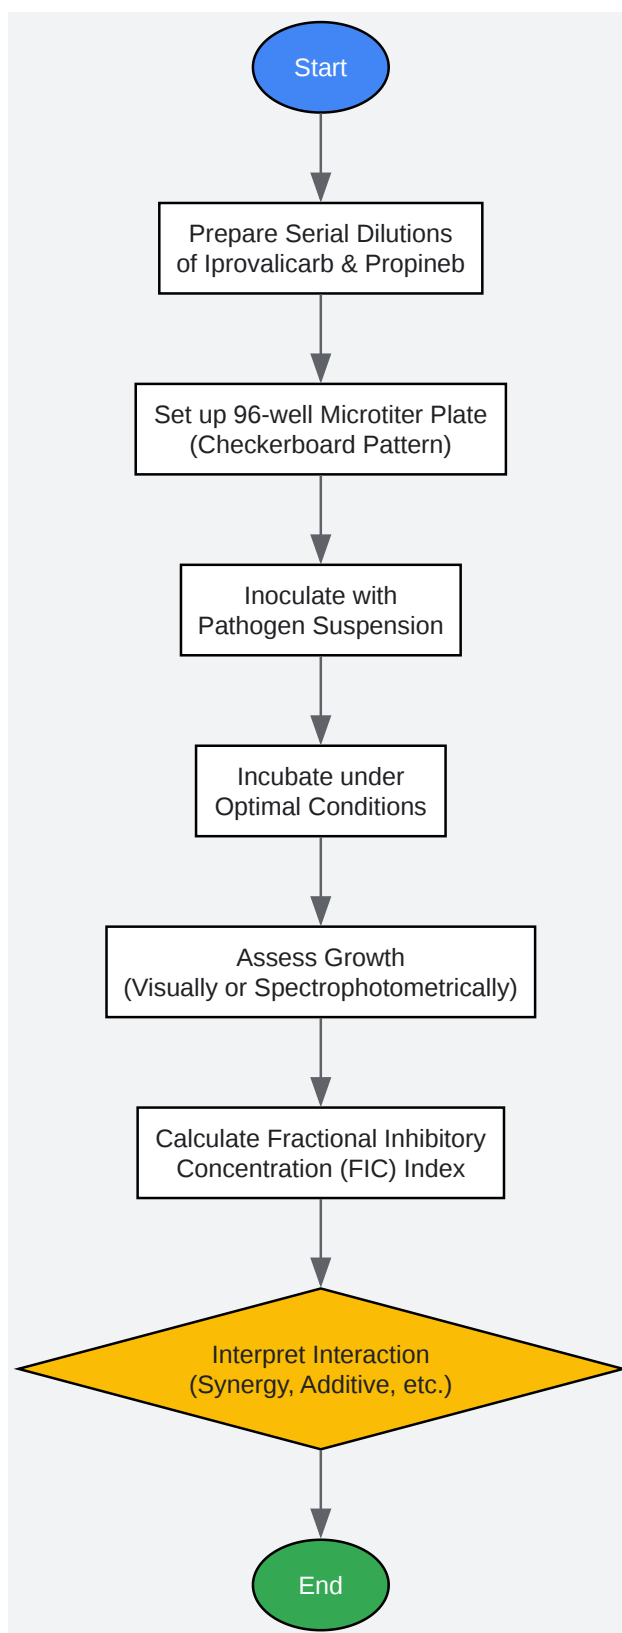 Start
Prepare Serial Dilutions
of Iprovalicarb & Propineb
Set up 96-well Microtiter Plate
(Checkerboard Pattern)
Inoculate with
Pathogen Suspension
Incubate under
Optimal Conditions
Assess Growth
(Visually or Spectrophotometrically)
Calculate Fractional Inhibitory
Concentration (FIC) Index
Interpret Interaction
(Synergy, Additive, etc.)
End